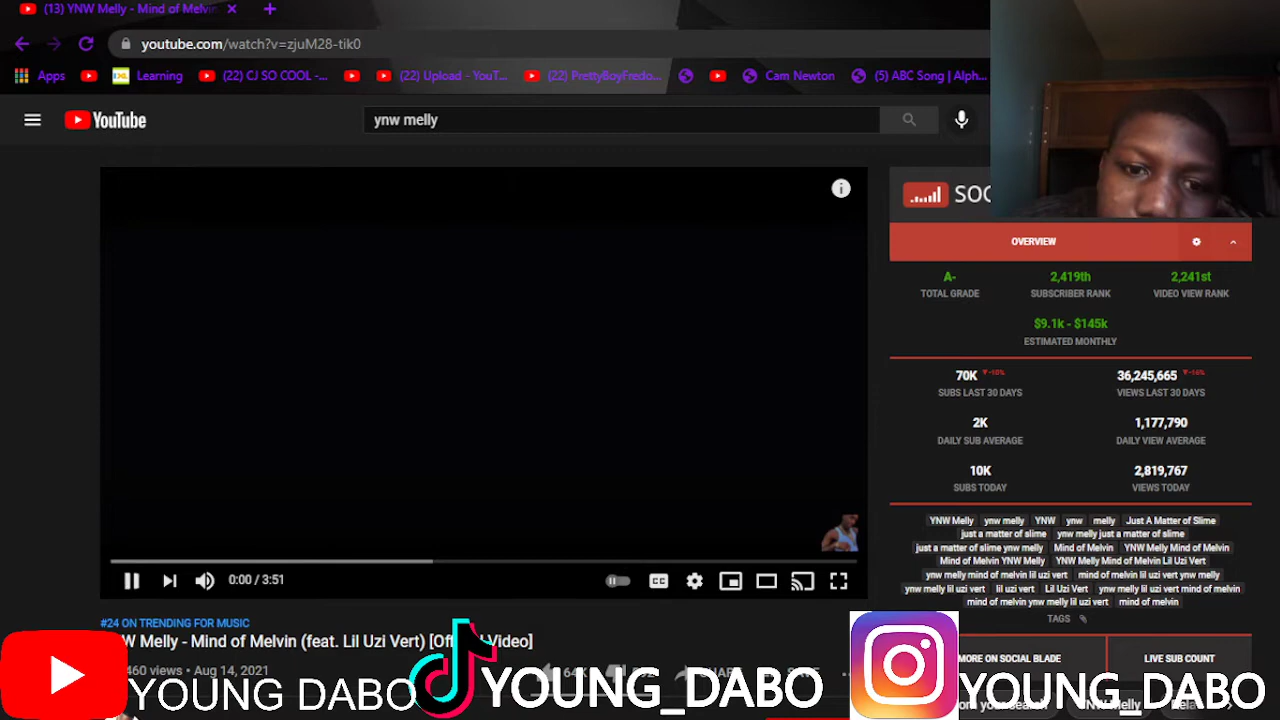 (13) YNW Melly - Mind of Melvin
youtube.com/watch?v=zjuM28-tik0
Apps Learning (22) CJ SO COOL -... (22) Upload - YouT... (22) PrettyBoyFredo... Cam Newton (5) ABC Song | Alph...
YouTube ynw melly
i
SOC
OVERVIEW
A- 2,419th 2,241st
TOTAL GRADE SUBSCRIBER RANK VIDEO VIEW RANK
$9.1k - $145k
ESTIMATED MONTHLY
70K 36,245,665
SUBS LAST 30 DAYS VIEWS LAST 30 DAYS
2K 1,177,790
DAILY SUB AVERAGE DAILY VIEW AVERAGE
10K 2,819,767
SUBS TODAY VIEWS TODAY
YNW Melly ynw melly YNW ynw melly Just A Matter of Slime
just a matter of slime ynw melly just a matter of slime
just a matter of slime ynw melly Mind of Melvin YNW Melly Mind of Melvin
Mind of Melvin YNW Melly YNW Melly Mind of Melvin Lil Uzi Vert
ynw melly mind of melvin lil uzi vert mind of melvin lil uzi vert ynw melly
ynw melly lil uzi vert lil uzi vert Lil Uzi Vert ynw melly lil uzi vert mind of melvin
mind of melvin ynw melly lil uzi vert mind of melvin
TAGS
0:00 / 3:51 CC
#24 ON TRENDING FOR MUSIC
W Melly - Mind of Melvin (feat. Lil Uzi Vert) [Off Video]
460 views • Aug 14, 2021
MORE ON SOCIAL BLADE LIVE SUB COUNT
YOUNG DABO YOUNG_DABO YOUNG_DABO